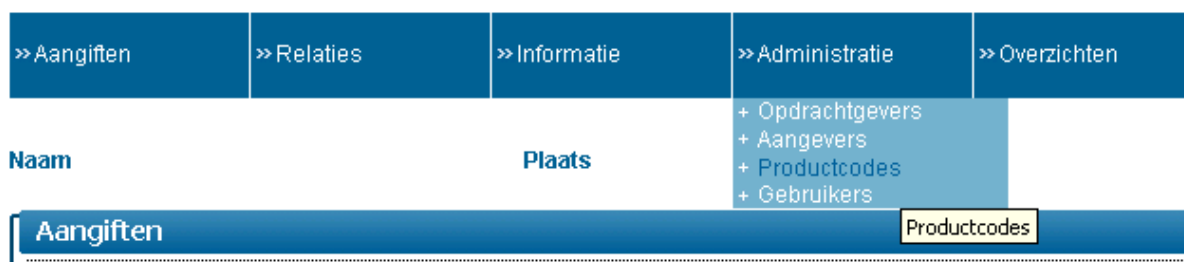 »Aangiften »Relaties »Informatie »Administratie »Overzichten
+ Opdrachtgevers
+ Aangevers
Naam Plaats
+ Productcodes
+ Gebruikers
Productcodes
Aangiften